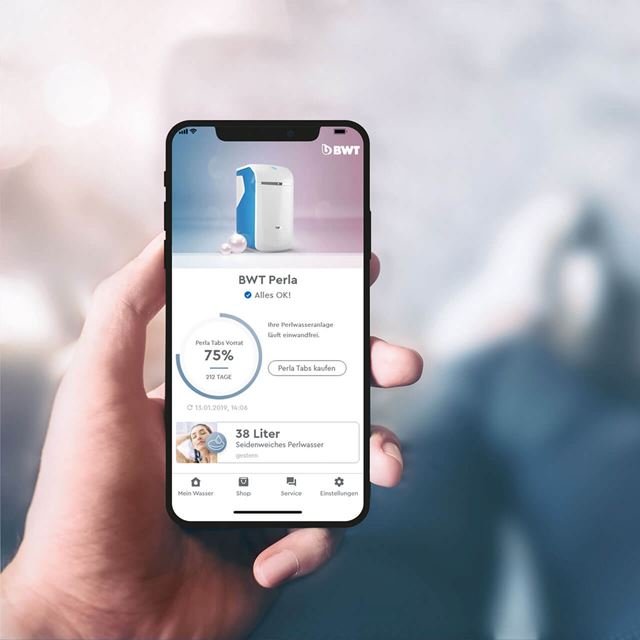 BWT
BWT Perla
Alles OK!
Perla Tabs Vorrat
75%
212 TAGE
Ihre Perlwasseranlage
läuft einwandfrei.
Perla Tabs kaufen
13.01.2019, 14:06
38 Liter
Seidenweiches Perlwasser
gestern
Mein Wasser
Shop
Service
Einstellungen